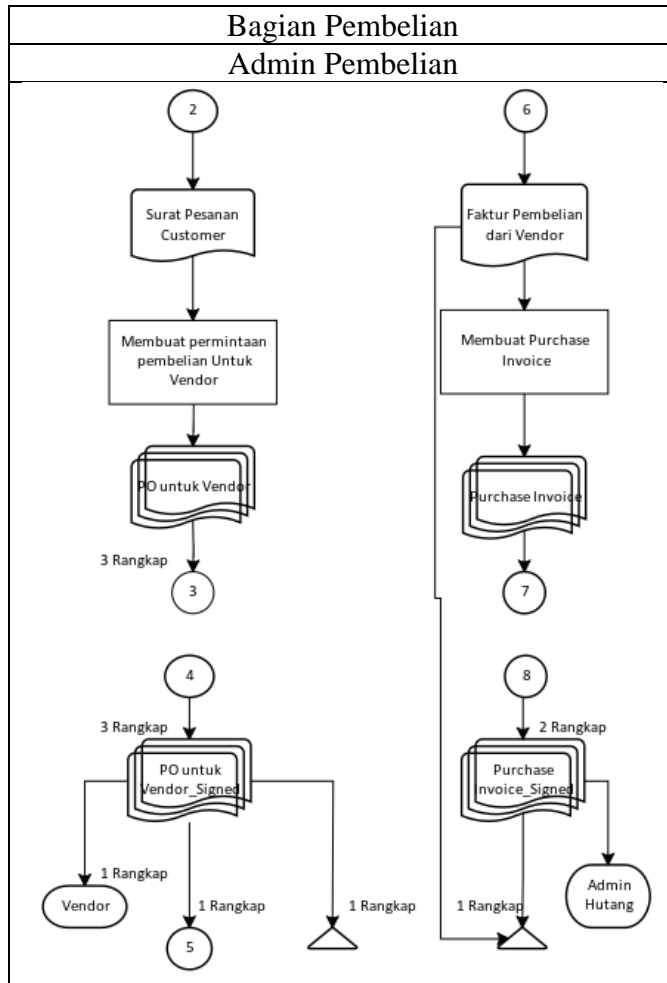 Bagian Pembelian
Admin Pembelian
2
Surat Pesanan
Customer
Membuat permintaan
pembelian Untuk
Vendor
PO untuk Vendor
3 Rangkap
3
4
3 Rangkap
PO untuk
Vendor_Signed
1 Rangkap
Vendor
1 Rangkap
5
1 Rangkap
6
Faktur Pembelian
dari Vendor
Membuat Purchase
Invoice
Purchase Invoice
7
8
2 Rangkap
Purchase
Invoice_Signed
1 Rangkap
Admin
Hutang